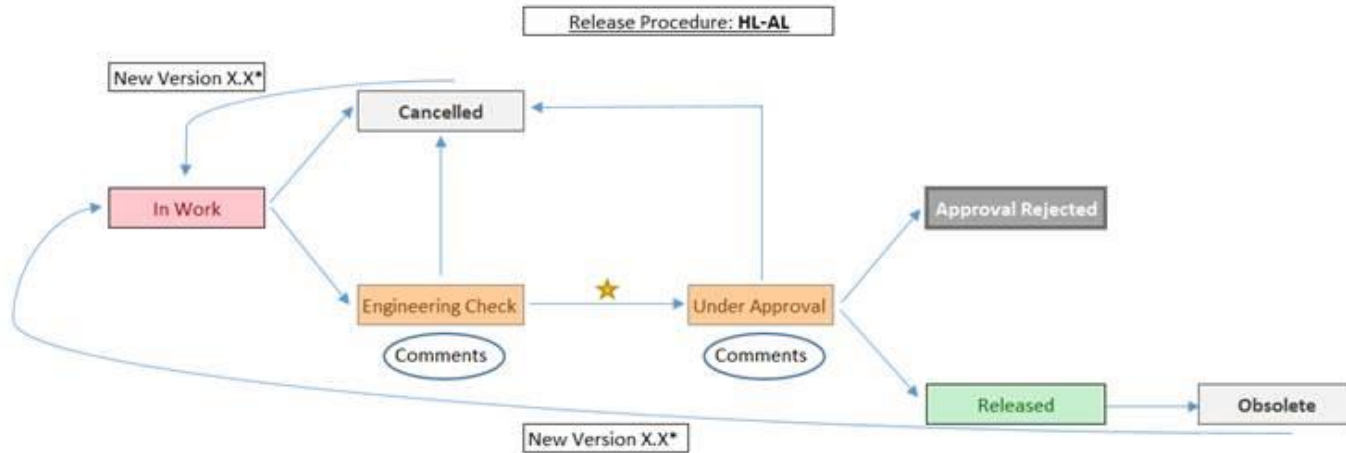 Release Procedure: HL-AL
New Version X.X*
Cancelled
In Work
Approval Rejected
Engineering Check
Under Approval
Comments
Comments
Released
Obsolete
New Version X.X*